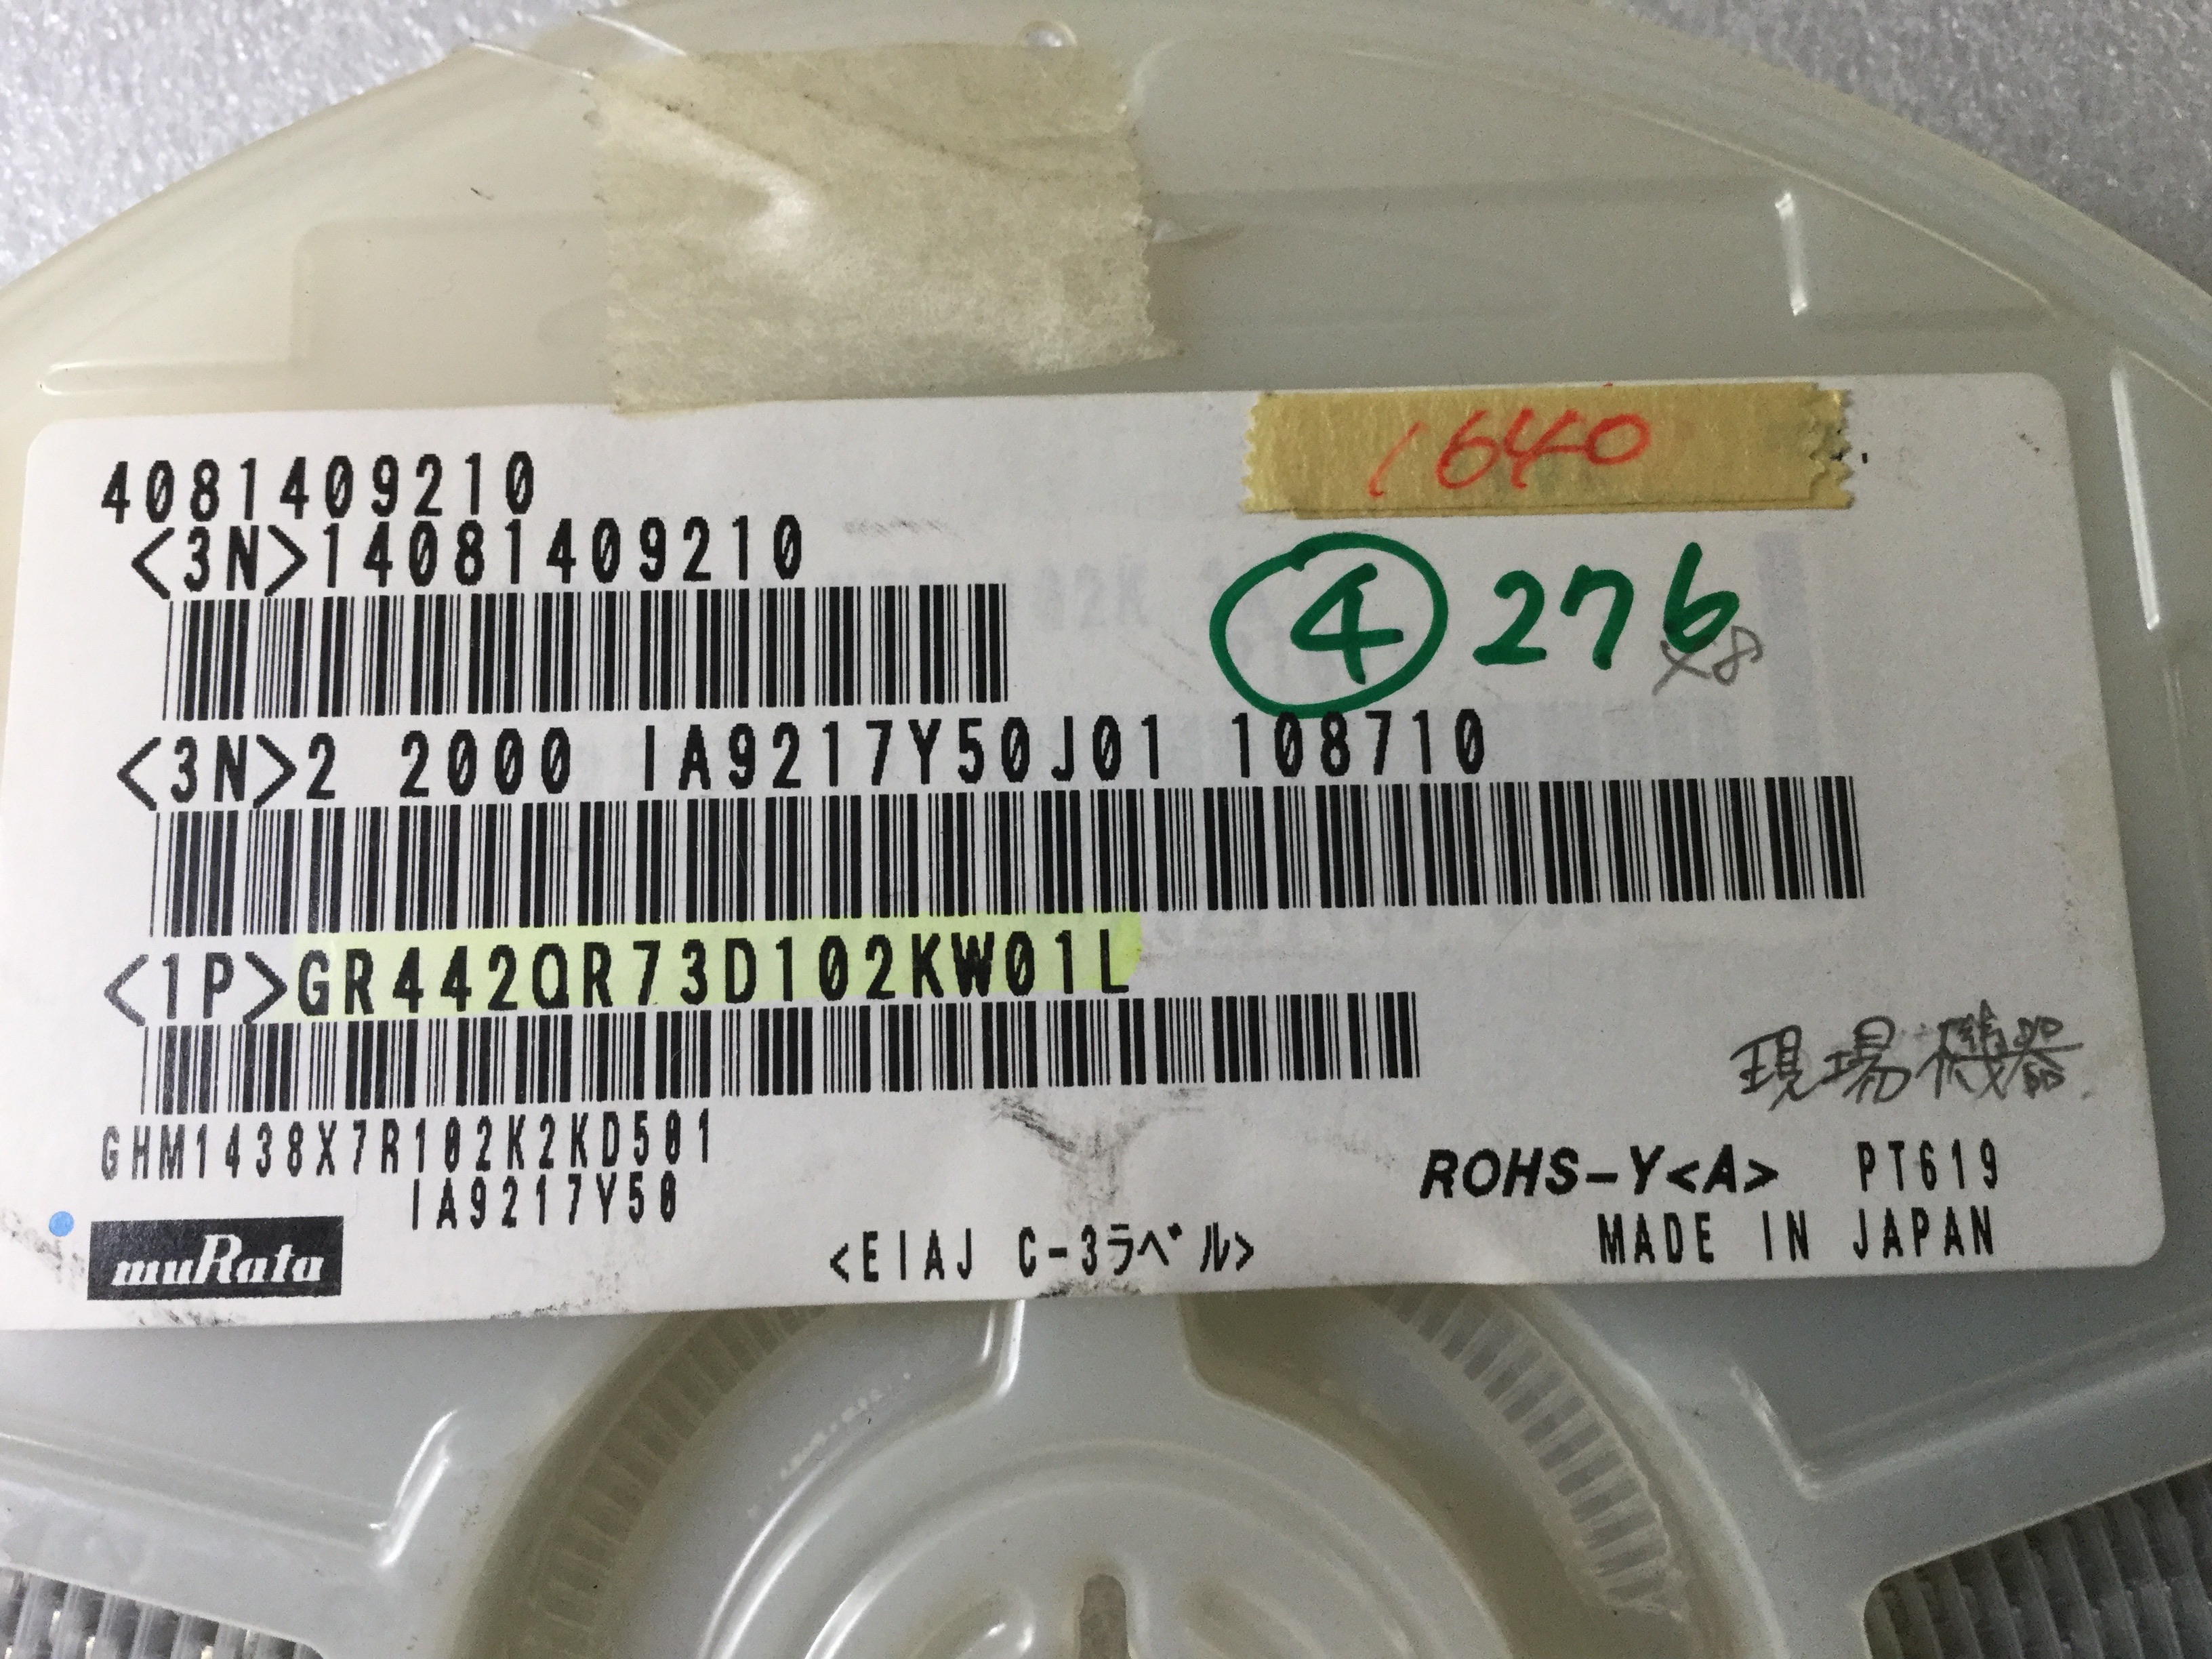 1640
4081409210
<3N>14081409210
④ 276
×8
<3N>2 2000 IA9217Y50J01 108710
<1P>GR442QR73D102KW01L
現場機器
GHM1438X7R102K2KD501
IA9217Y50
ROHS-Y<A> PT619
muRata
<EIAJ C-3ラベル>
MADE IN JAPAN